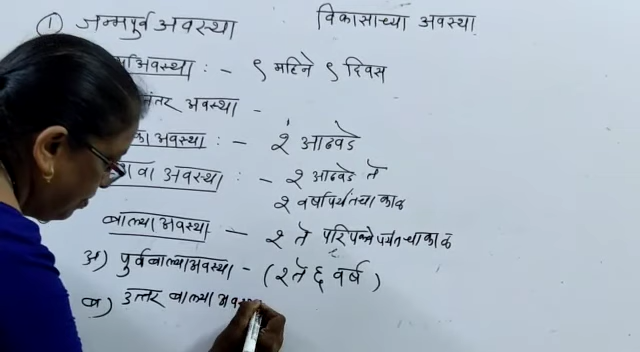 विकासाच्या अवस्था
① जन्मपूर्व अवस्था
अवस्था : - ९ महिने ९ दिवस
नंतर अवस्था -
अवस्था : - २ आठवडे
अवस्था : - २ आठवडे ते
२ वर्षापर्यंतचा काळ
बाल्यावस्था - २ ते परिपक्वतेपर्यंतचा काळ
अ) पुर्वबाल्यावस्था - (२ ते ६ वर्ष)
ब) उत्तर बाल्य